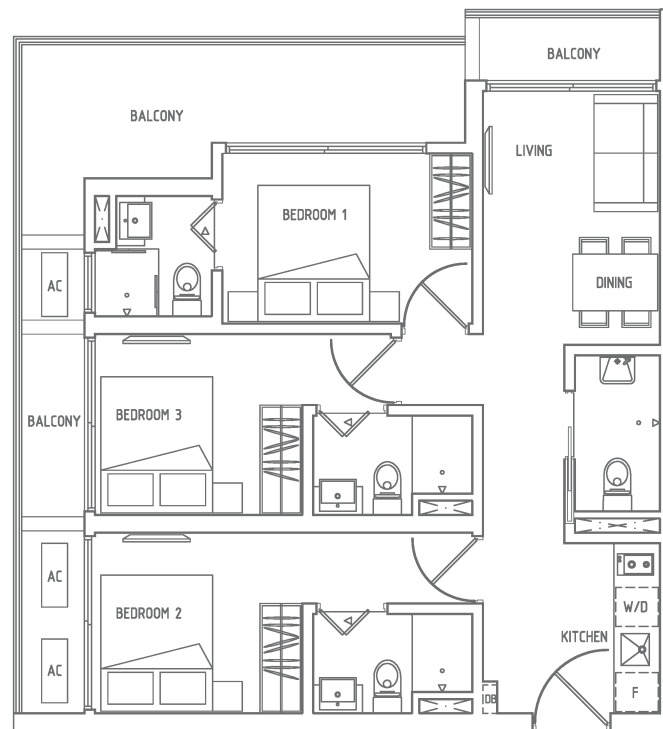 BALCONY
BALCONY
LIVING
BEDROOM 1
AC
DINING
BEDROOM 3
BALCONY
AC
W/D
BEDROOM 2
KITCHEN
AC
F
DB